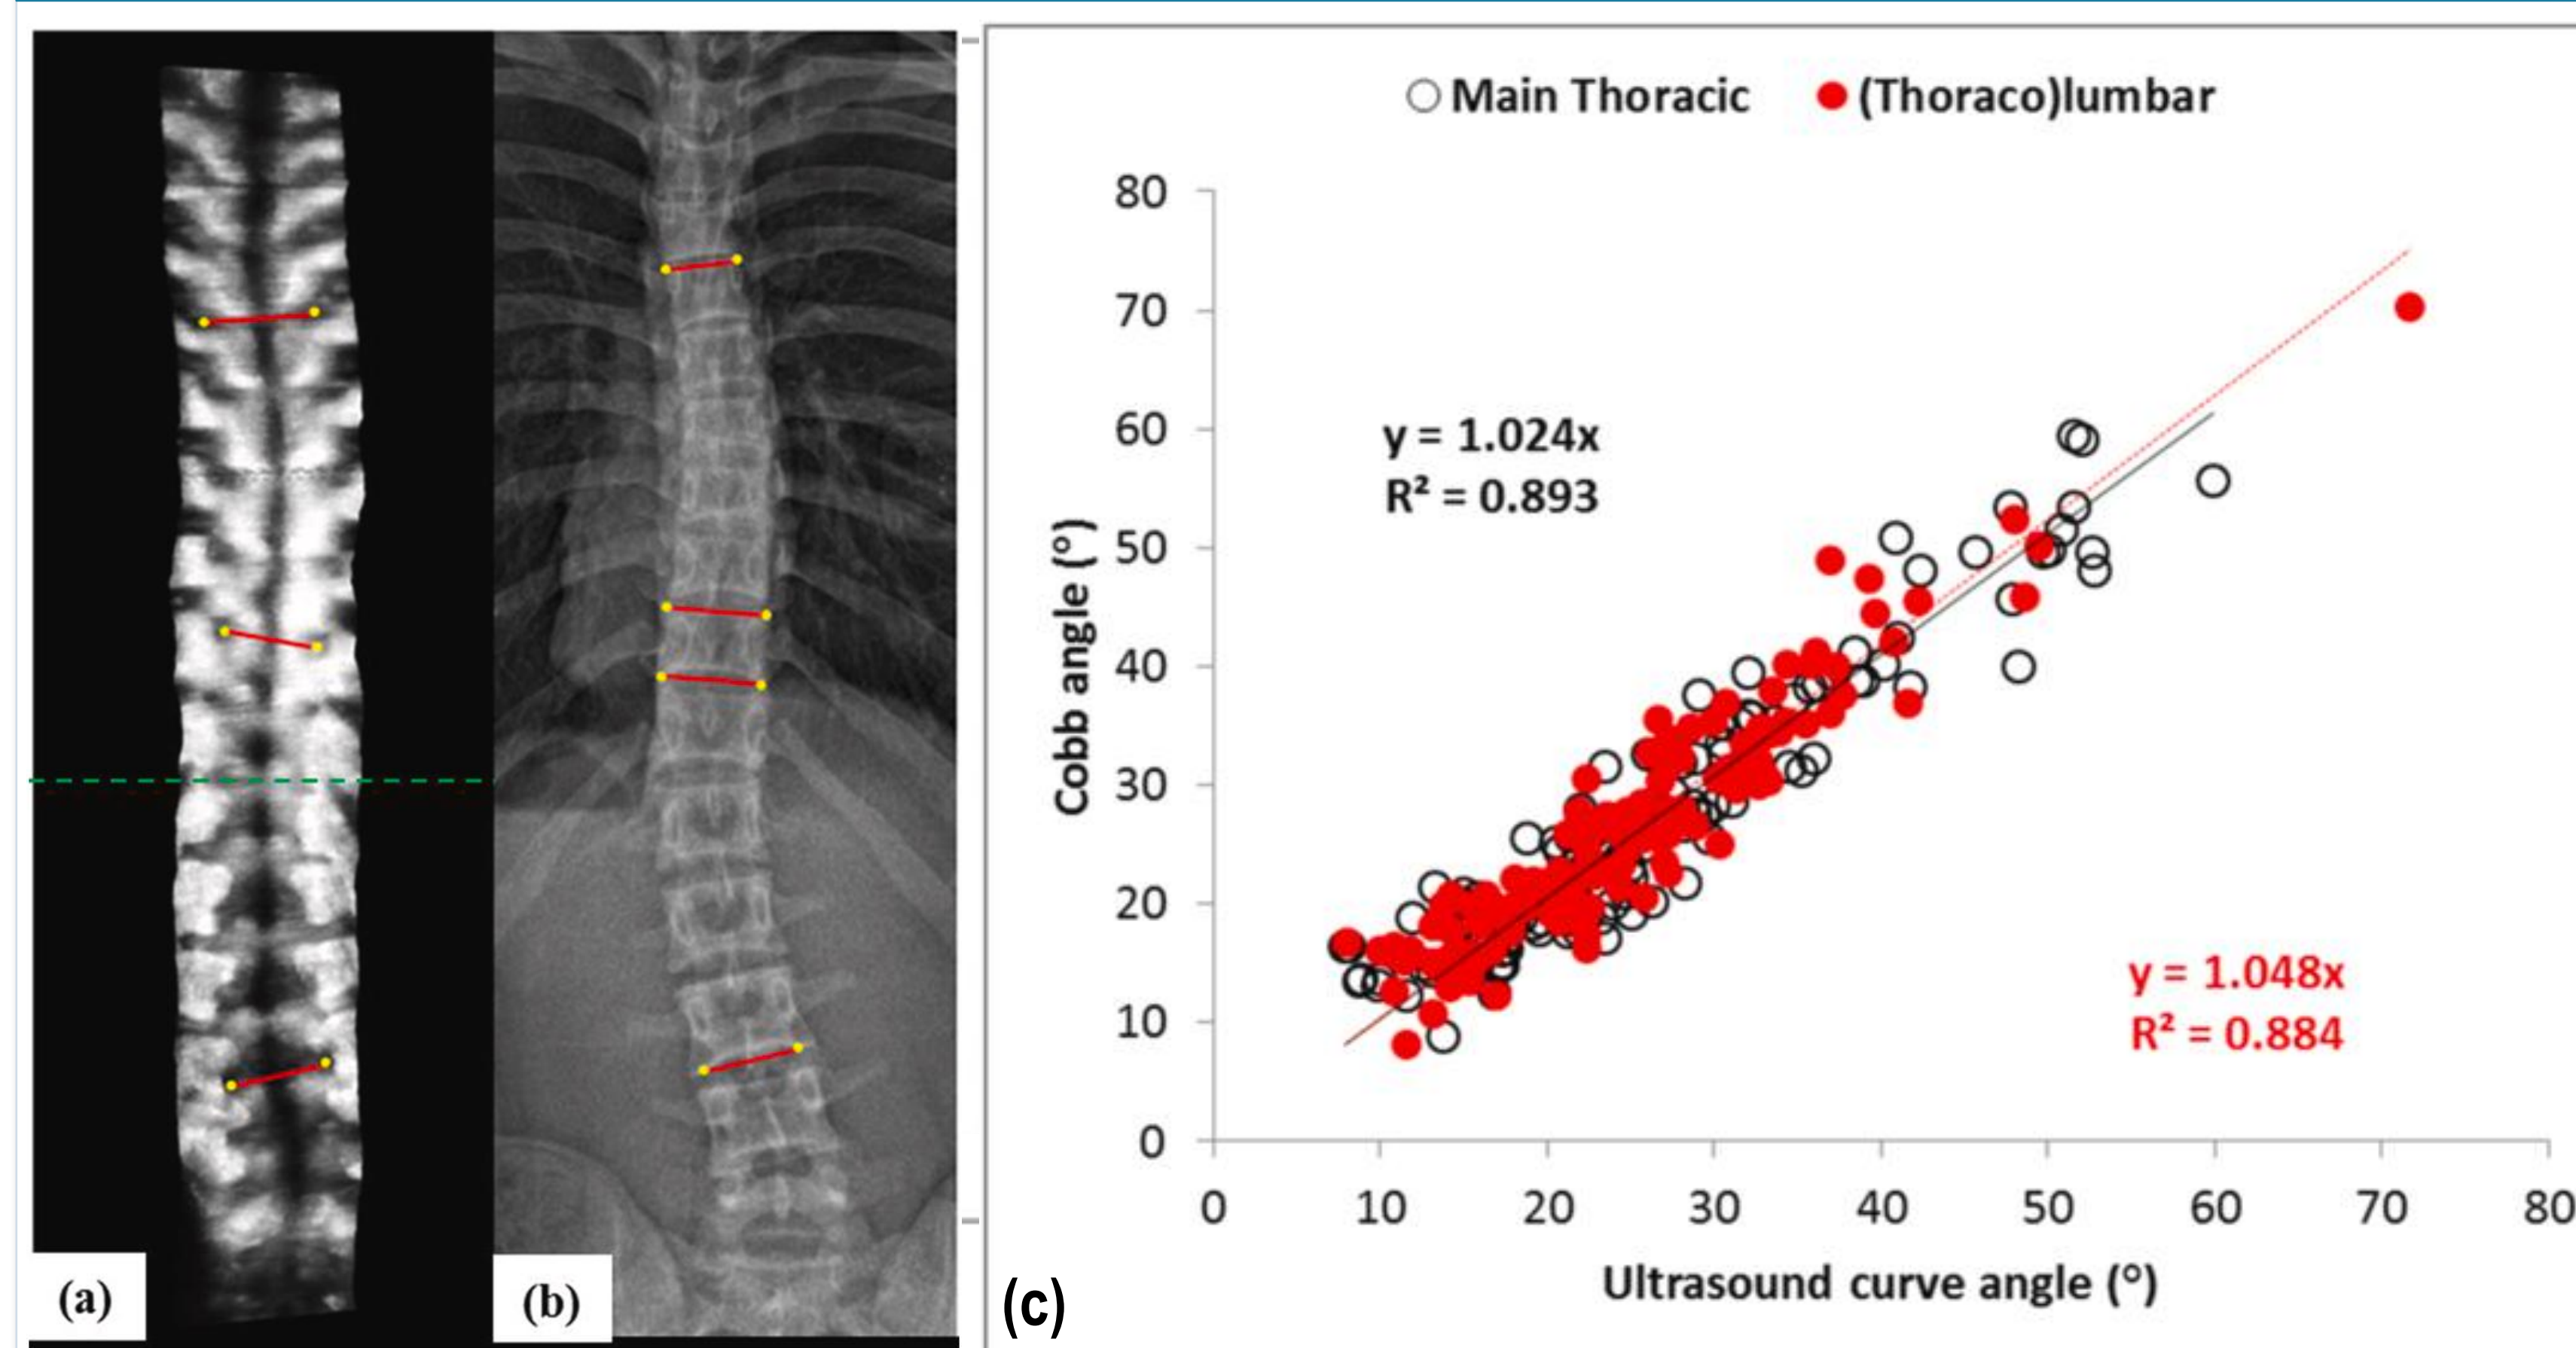 (a)
(b)
(c)
Main Thoracic
(Thoraco)lumbar
80
70
60
50
40
30
20
10
0
Cobb angle (°)
y = 1.024x
R² = 0.893
y = 1.048x
R² = 0.884
0 10 20 30 40 50 60 70 80
Ultrasound curve angle (°)